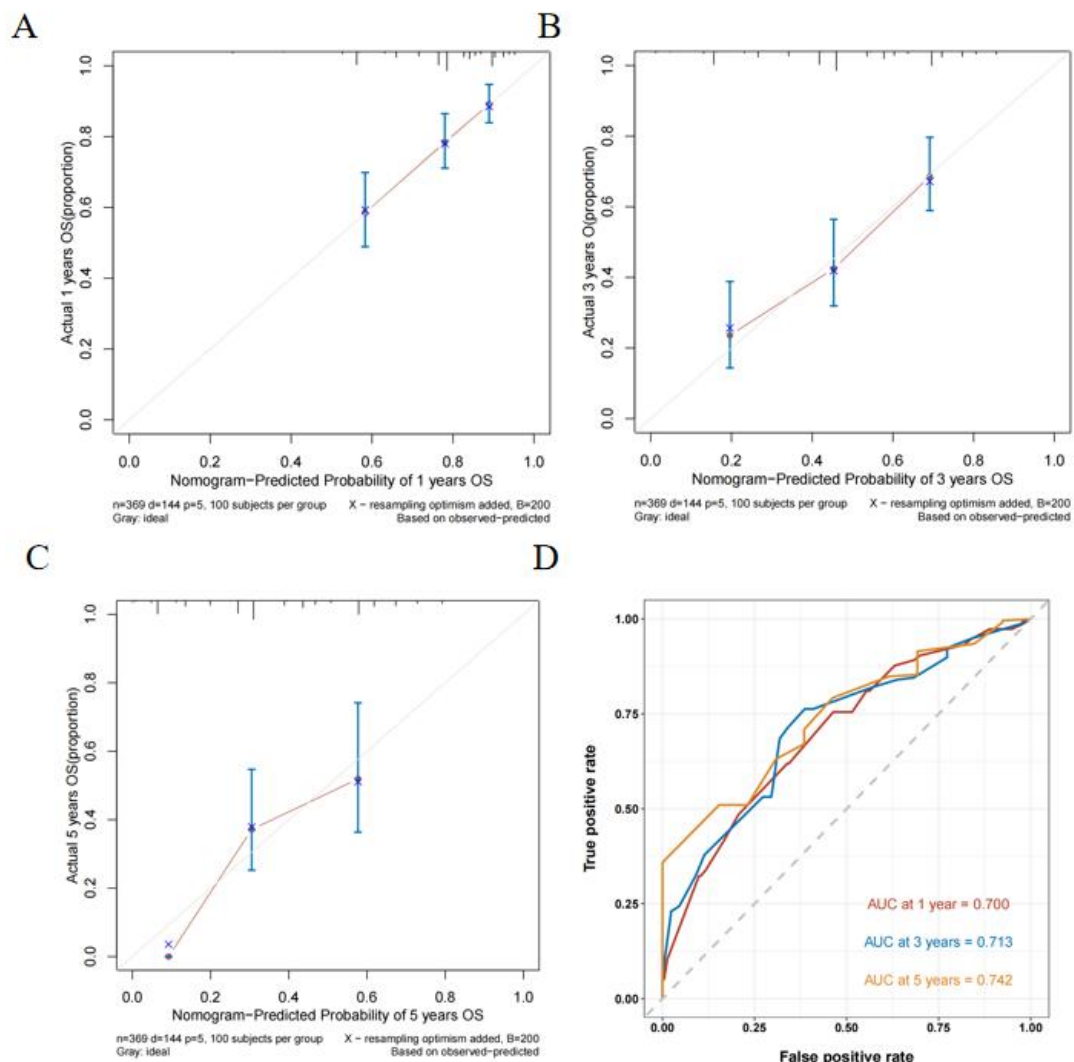 A
Actual 1 years OS(proportion)
1.0
0.8
0.6
0.4
0.2
0.0
0.0 0.2 0.4 0.6 0.8 1.0
Nomogram−Predicted Probability of 1 years OS
n=369 d=144 p=5, 100 subjects per group X − resampling optimism added, B=200
Gray: ideal Based on observed−predicted
B
Actual 3 years O(proportion)
1.0
0.8
0.6
0.4
0.2
0.0
0.0 0.2 0.4 0.6 0.8 1.0
Nomogram−Predicted Probability of 3 years OS
n=369 d=144 p=5, 100 subjects per group X − resampling optimism added, B=200
Gray: ideal Based on observed−predicted
C
Actual 5 years OS(proportion)
1.0
0.8
0.6
0.4
0.2
0.0
0.0 0.2 0.4 0.6 0.8 1.0
Nomogram−Predicted Probability of 5 years OS
n=369 d=144 p=5, 100 subjects per group X − resampling optimism added, B=200
Gray: ideal Based on observed−predicted
D
True positive rate
1.00
0.75
0.50
0.25
0.00
AUC at 1 year = 0.700
AUC at 3 years = 0.713
AUC at 5 years = 0.742
0.00 0.25 0.50 0.75 1.00
False positive rate